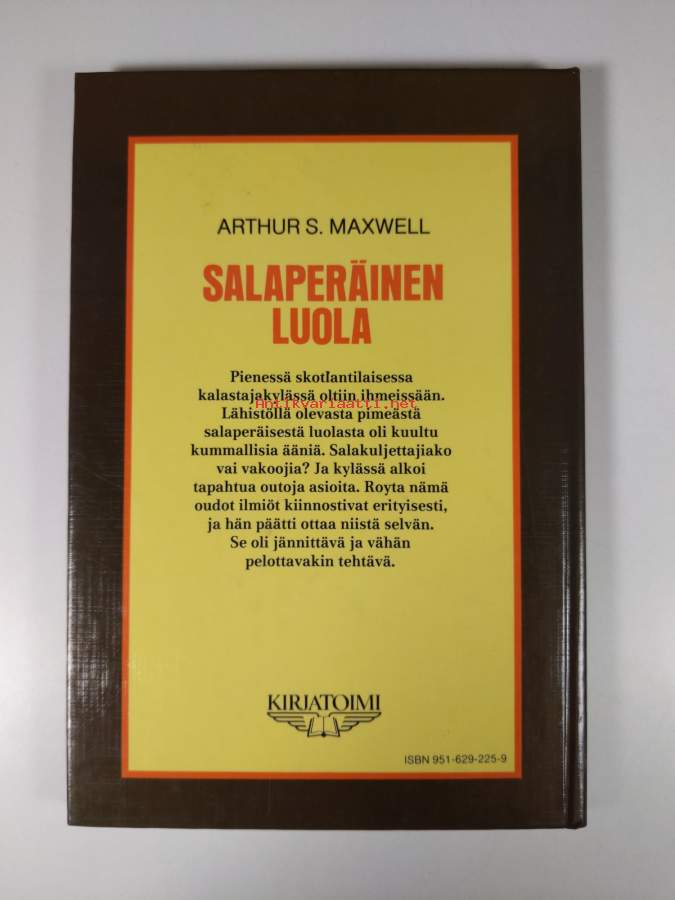 ARTHUR S. MAXWELL
SALAPERÄINEN
LUOLA
Pienessä skotlantilaisessa
kalastajakylässä oltiin ihmeissään.
Antikvariaatti.net
Lähistöllä olevasta pimeästä
salaperäisestä luolasta oli kuultu
kummallisia ääniä. Salakuljettajiako
vai vakoojia? Ja kylässä alkoi
tapahtua outoja asioita. Royta nämä
oudot ilmiöt kiinnostivat erityisesti,
ja hän päätti ottaa niistä selvän.
Se oli jännittävä ja vähän
pelottavakin tehtävä.
KIRJATOIMI
ISBN 951-629-225-9